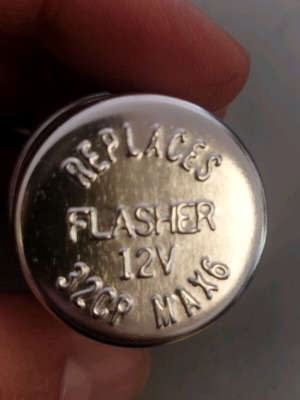 REPLACES
FLASHER
12V
32CP MAX6